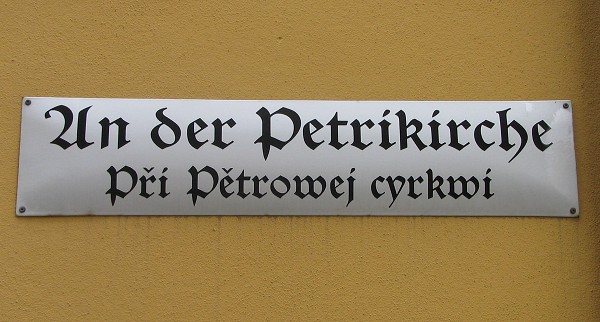 An der Petrikirche
Při Pětrowej cyrkwi